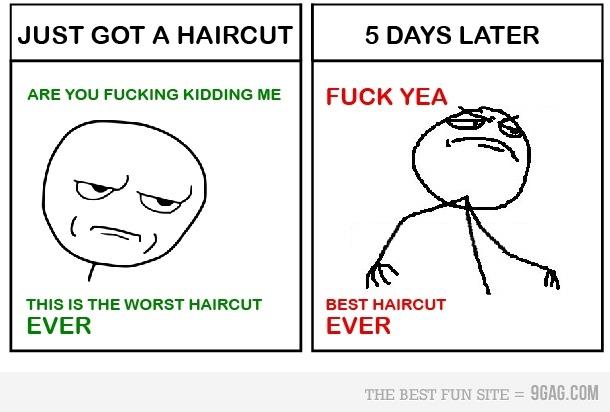 JUST GOT A HAIRCUT
ARE YOU FUCKING KIDDING ME
THIS IS THE WORST HAIRCUT
EVER
5 DAYS LATER
FUCK YEA
BEST HAIRCUT
EVER
THE BEST FUN SITE = 9GAG.COM